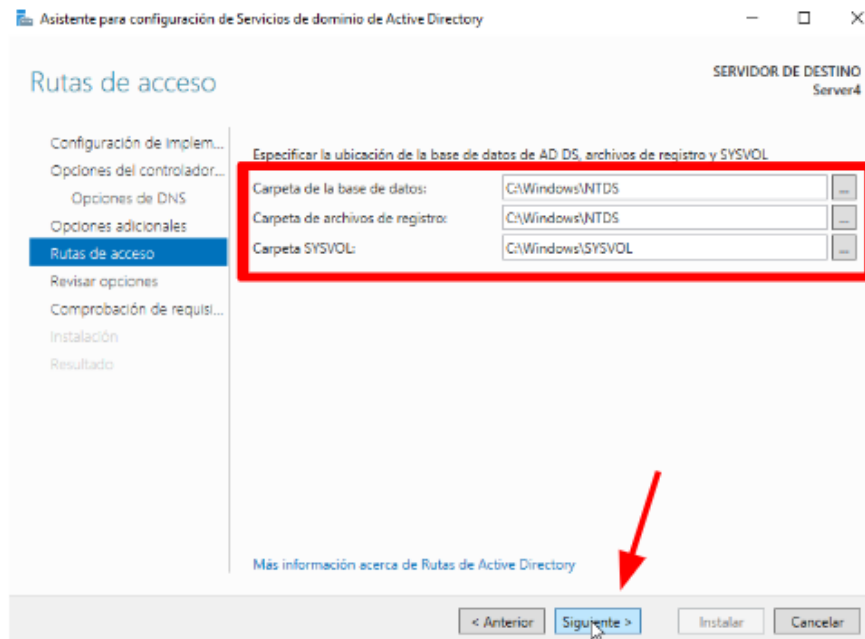 Asistente para configuración de Servicios de dominio de Active Directory
Rutas de acceso
SERVIDOR DE DESTINO
Server4
Configuración de implem...
Opciones del controlador...
Opciones de DNS
Opciones adicionales
Rutas de acceso
Revisar opciones
Comprobación de requisi...
Instalación
Resultado
Especificar la ubicación de la base de datos de AD DS, archivos de registro y SYSVOL
Carpeta de la base de datos: C:\Windows\NTDS ...
Carpeta de archivos de registro: C:\Windows\NTDS ...
Carpeta SYSVOL: C:\Windows\SYSVOL ...
Más información acerca de Rutas de Active Directory
< Anterior Siguiente > Instalar Cancelar